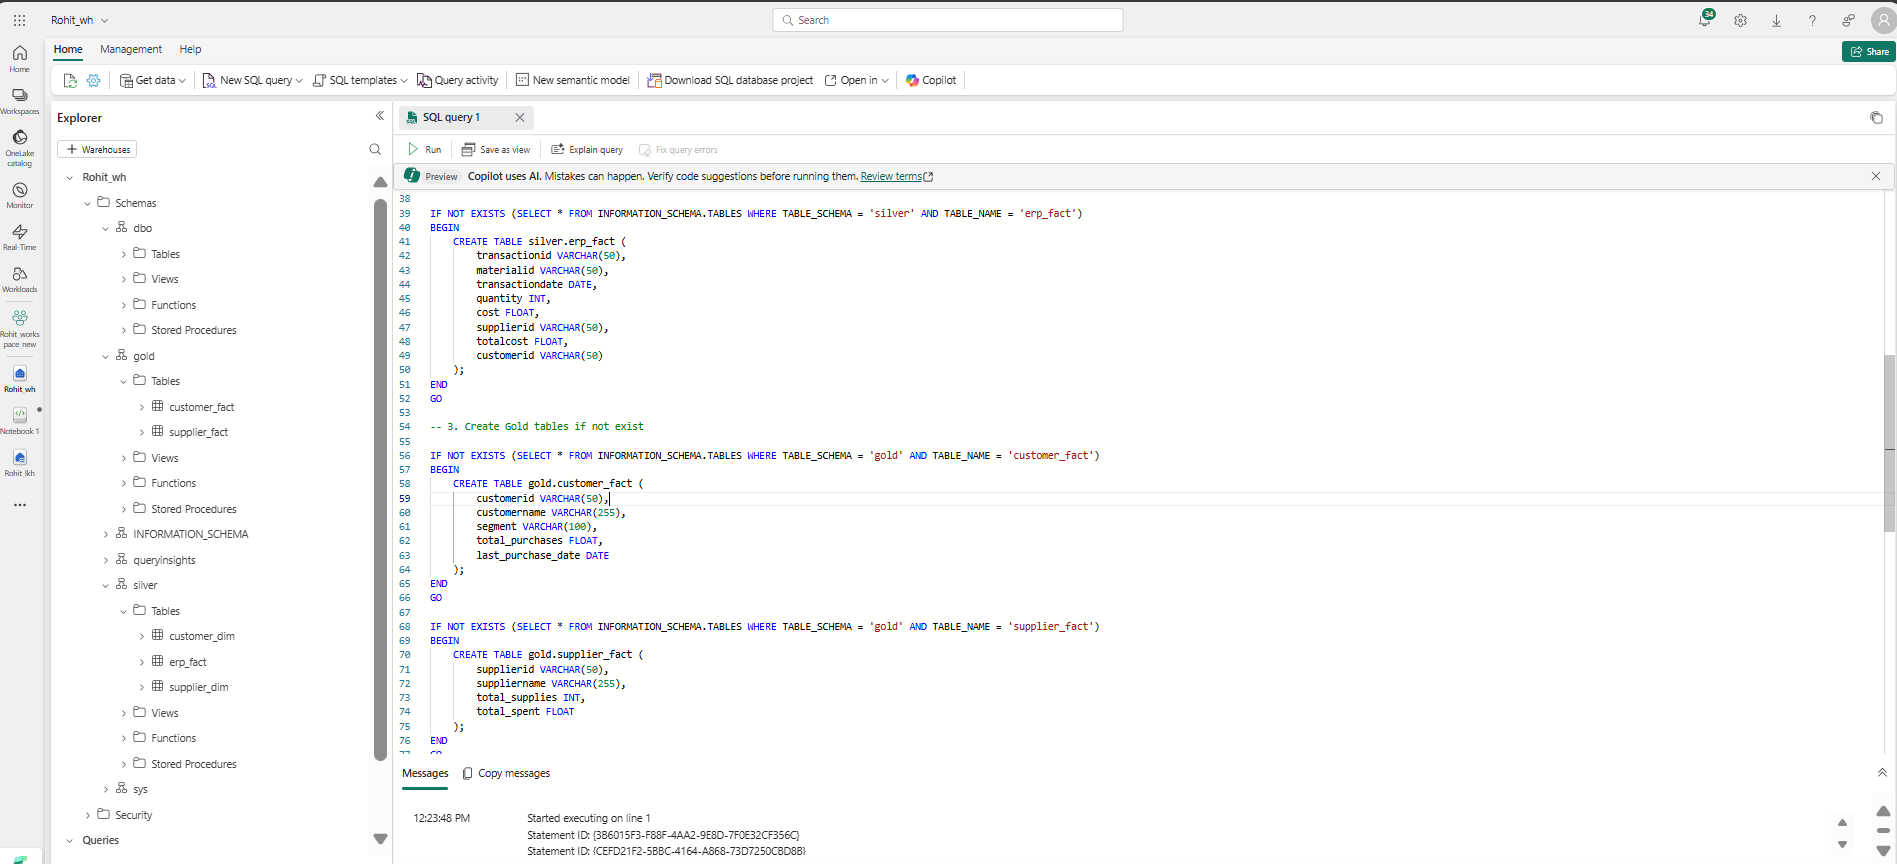 Rohit_wh
Search
34
Home Management Help
Share
Get data New SQL query SQL templates Query activity New semantic model Download SQL database project Open in Copilot
Home
Workspaces
OneLake
catalog
Monitor
Real-Time
Workloads
Rohit_works
pace_new
Rohit_wh
Notebook 1
Rohit_lkh
Explorer
Warehouses
Rohit_wh
Schemas
dbo
Tables
Views
Functions
Stored Procedures
gold
Tables
customer_fact
supplier_fact
Views
Functions
Stored Procedures
INFORMATION_SCHEMA
queryinsights
silver
Tables
customer_dim
erp_fact
supplier_dim
Views
Functions
Stored Procedures
sys
Security
Queries
SQL query 1
Run Save as view Explain query Fix query errors
Preview Copilot uses AI. Mistakes can happen. Verify code suggestions before running them. Review terms
38
39 IF NOT EXISTS (SELECT * FROM INFORMATION_SCHEMA.TABLES WHERE TABLE_SCHEMA = 'silver' AND TABLE_NAME = 'erp_fact')
40 BEGIN
41 CREATE TABLE silver.erp_fact (
42 transactionid VARCHAR(50),
43 materialid VARCHAR(50),
44 transactiondate DATE,
45 quantity INT,
46 cost FLOAT,
47 supplierid VARCHAR(50),
48 totalcost FLOAT,
49 customerid VARCHAR(50)
50 );
51 END
52 GO
53
54 -- 3. Create Gold tables if not exist
55
56 IF NOT EXISTS (SELECT * FROM INFORMATION_SCHEMA.TABLES WHERE TABLE_SCHEMA = 'gold' AND TABLE_NAME = 'customer_fact')
57 BEGIN
58 CREATE TABLE gold.customer_fact (
59 customerid VARCHAR(50),
60 customername VARCHAR(255),
61 segment VARCHAR(100),
62 total_purchases FLOAT,
63 last_purchase_date DATE
64 );
65 END
66 GO
67
68 IF NOT EXISTS (SELECT * FROM INFORMATION_SCHEMA.TABLES WHERE TABLE_SCHEMA = 'gold' AND TABLE_NAME = 'supplier_fact')
69 BEGIN
70 CREATE TABLE gold.supplier_fact (
71 supplierid VARCHAR(50),
72 suppliername VARCHAR(255),
73 total_supplies INT,
74 total_spent FLOAT
75 );
76 END
77 GO
Messages Copy messages
12:23:48 PM Started executing on line 1
Statement ID: {3B6015F3-F88F-4AA2-9E8D-7F0E32CF356C}
Statement ID: {CEFD21F2-5BBC-4164-A868-73D7250CBD8B}